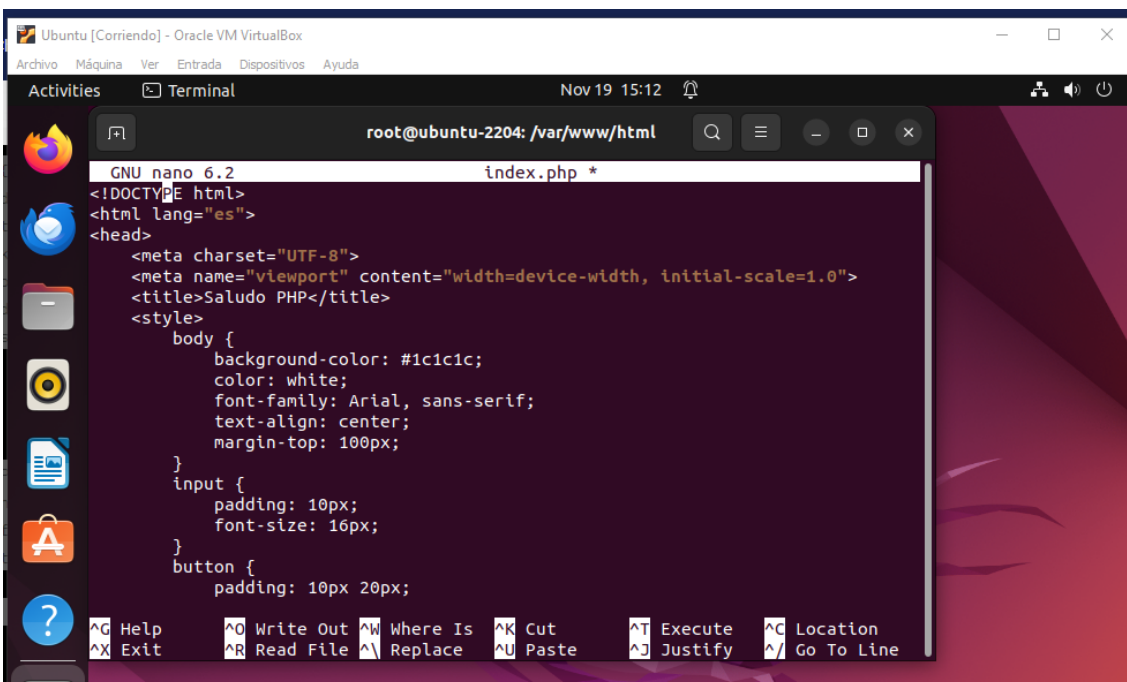 Ubuntu [Corriendo] - Oracle VM VirtualBox
Archivo Máquina Ver Entrada Dispositivos Ayuda
Activities Terminal Nov 19 15:12
root@ubuntu-2204: /var/www/html
GNU nano 6.2 index.php *
<!DOCTYPE html>
<html lang="es">
<head>
    <meta charset="UTF-8">
    <meta name="viewport" content="width=device-width, initial-scale=1.0">
    <title>Saludo PHP</title>
    <style>
        body {
            background-color: #1c1c1c;
            color: white;
            font-family: Arial, sans-serif;
            text-align: center;
            margin-top: 100px;
        }
        input {
            padding: 10px;
            font-size: 16px;
        }
        button {
            padding: 10px 20px;
^G Help ^O Write Out ^W Where Is ^K Cut ^T Execute ^C Location
^X Exit ^R Read File ^\ Replace ^U Paste ^J Justify ^/ Go To Line